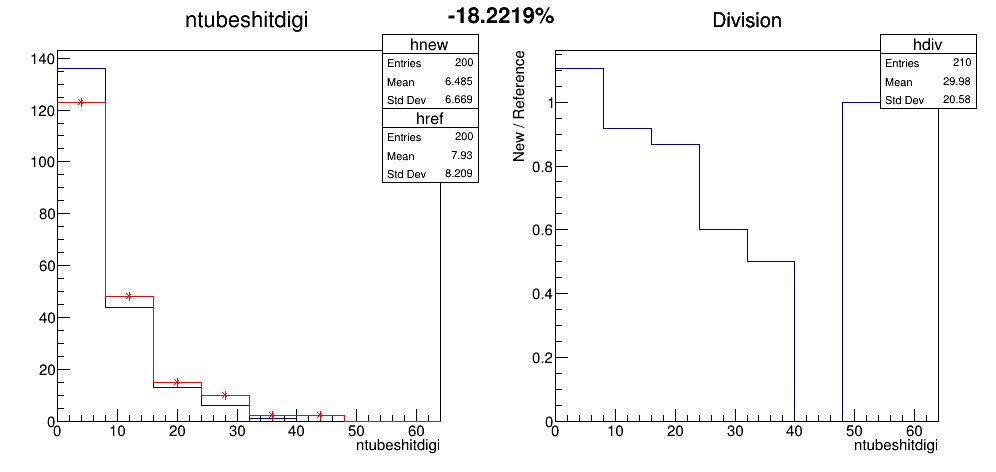 -18.2219%
ntubeshitdigi
hnew
Entries 200
Mean 6.485
Std Dev 6.669
href
Entries 200
Mean 7.93
Std Dev 8.209
140
120
100
80
60
40
20
0
0 10 20 30 40 50 60
ntubeshitdigi
Division
hdiv
Entries 210
Mean 29.98
Std Dev 20.58
New / Reference
1
0.8
0.6
0.4
0.2
0
0 10 20 30 40 50 60
ntubeshitdigi